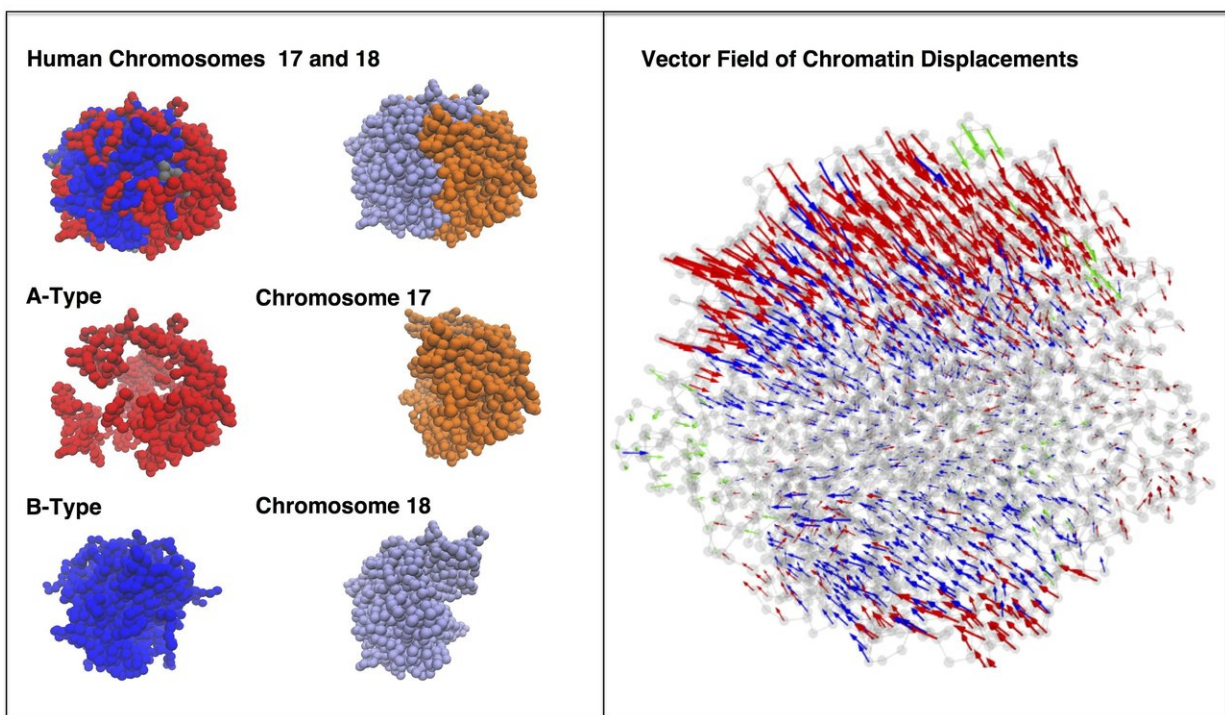 Human Chromosomes 17 and 18
Vector Field of Chromatin Displacements
A-Type
Chromosome 17
B-Type
Chromosome 18